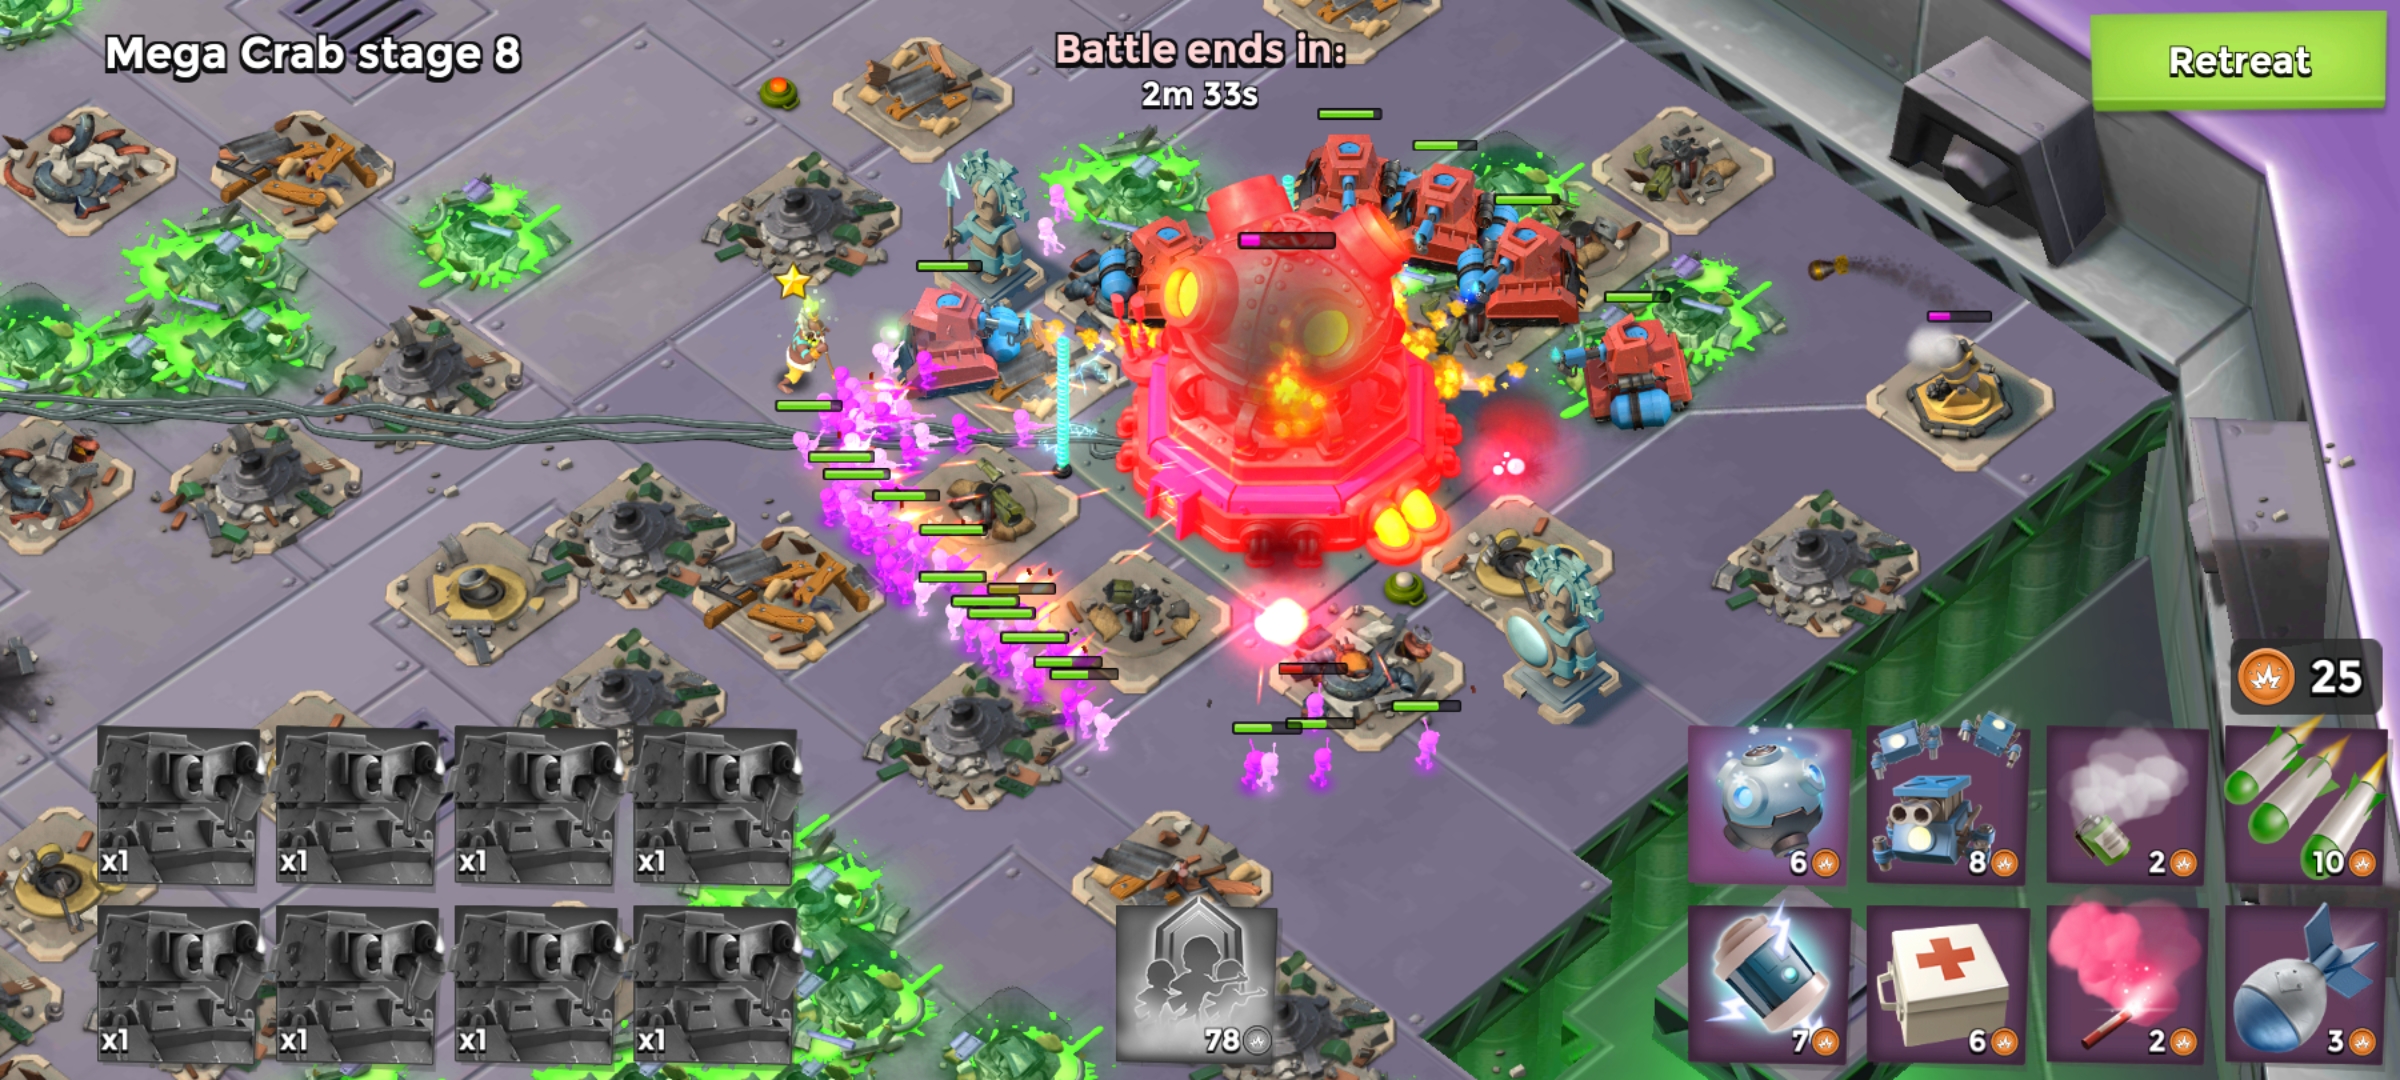 Mega Crab stage 8
Battle ends in:
2m 33s
Retreat
25
x1 x1 x1 x1
6 8 2 10
x1 x1 x1 x1
78
7 6 2 3